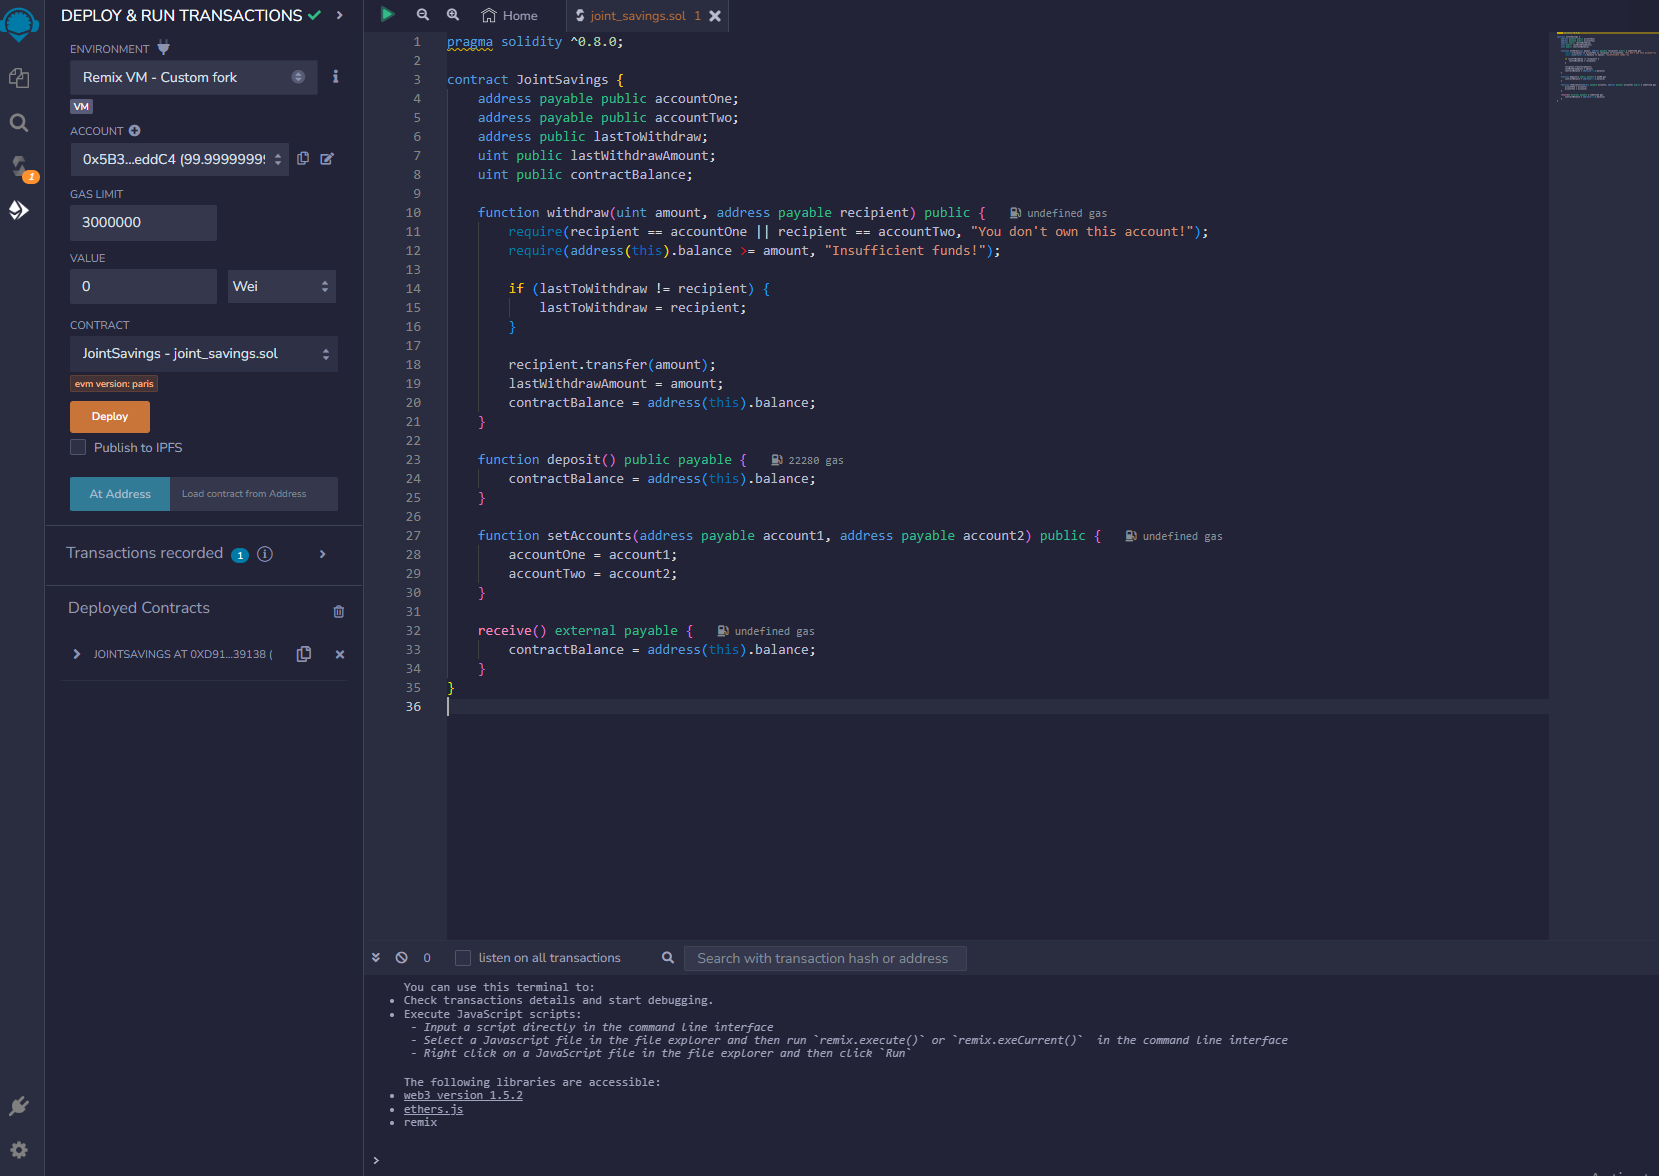 DEPLOY & RUN TRANSACTIONS
ENVIRONMENT
Remix VM - Custom fork
VM
ACCOUNT
0x5B3...eddC4 (99.99999999
GAS LIMIT
3000000
VALUE
0
Wei
CONTRACT
JointSavings - joint_savings.sol
evm version: paris
Deploy
Publish to IPFS
At Address
Load contract from Address
Transactions recorded 1
Deployed Contracts
JOINTSAVINGS AT 0XD91...39138 (
1
Home
joint_savings.sol 1
1 pragma solidity ^0.8.0;
2
3 contract JointSavings {
4 address payable public accountOne;
5 address payable public accountTwo;
6 address public lastToWithdraw;
7 uint public lastWithdrawAmount;
8 uint public contractBalance;
9
10 function withdraw(uint amount, address payable recipient) public { undefined gas
11 require(recipient == accountOne || recipient == accountTwo, "You don't own this account!");
12 require(address(this).balance >= amount, "Insufficient funds!");
13
14 if (lastToWithdraw != recipient) {
15 lastToWithdraw = recipient;
16 }
17
18 recipient.transfer(amount);
19 lastWithdrawAmount = amount;
20 contractBalance = address(this).balance;
21 }
22
23 function deposit() public payable { 22280 gas
24 contractBalance = address(this).balance;
25 }
26
27 function setAccounts(address payable account1, address payable account2) public { undefined gas
28 accountOne = account1;
29 accountTwo = account2;
30 }
31
32 receive() external payable { undefined gas
33 contractBalance = address(this).balance;
34 }
35 }
36
0
listen on all transactions
Search with transaction hash or address
You can use this terminal to:
• Check transactions details and start debugging.
• Execute JavaScript scripts:
- Input a script directly in the command line interface
- Select a Javascript file in the file explorer and then run `remix.execute()` or `remix.exeCurrent()` in the command line interface
- Right click on a JavaScript file in the file explorer and then click `Run`
The following libraries are accessible:
• web3 version 1.5.2
• ethers.js
• remix
>